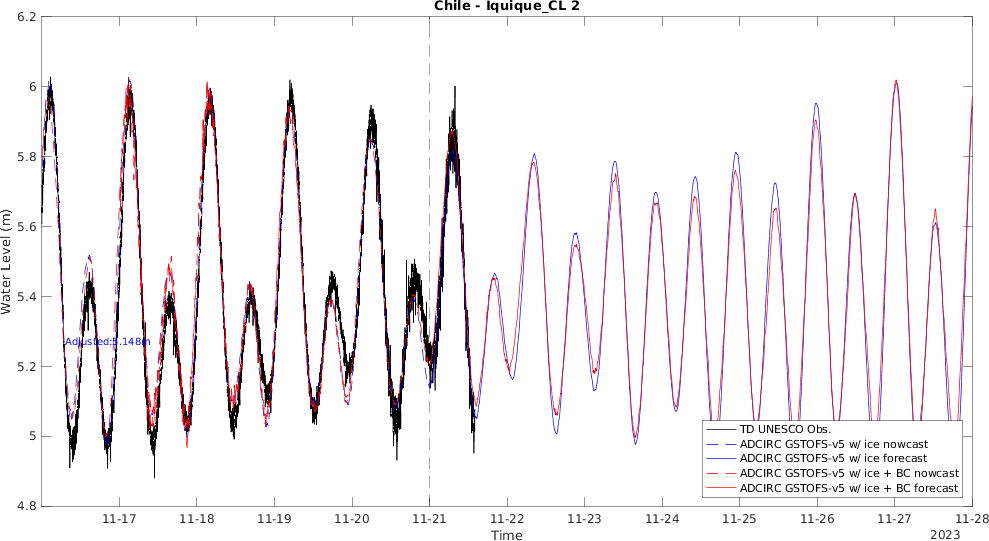 Chile - Iquique_CL 2
6.2
6
5.8
5.6
5.4
5.2
5
4.8
Water Level (m)
Adjusted:5.148m
TD UNESCO Obs.
ADCIRC GSTOFS-v5 w/ ice nowcast
ADCIRC GSTOFS-v5 w/ ice forecast
ADCIRC GSTOFS-v5 w/ ice + BC nowcast
ADCIRC GSTOFS-v5 w/ ice + BC forecast
11-17 11-18 11-19 11-20 11-21 11-22 11-23 11-24 11-25 11-26 11-27 11-28
Time
2023